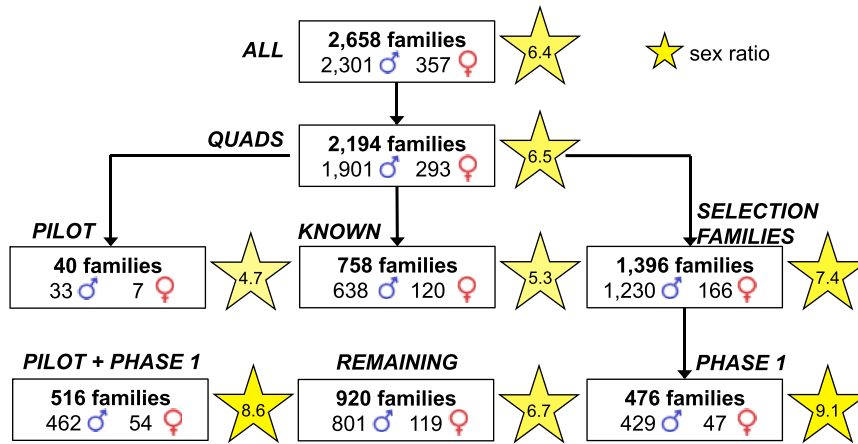 ALL
2,658 families
2,301 ♂ 357 ♀
6.4
sex ratio
QUADS
2,194 families
1,901 ♂ 293 ♀
6.5
PILOT
40 families
33 ♂ 7 ♀
4.7
KNOWN
758 families
638 ♂ 120 ♀
5.3
SELECTION
FAMILIES
1,396 families
1,230 ♂ 166 ♀
7.4
PILOT + PHASE 1
516 families
462 ♂ 54 ♀
8.6
REMAINING
920 families
801 ♂ 119 ♀
6.7
PHASE 1
476 families
429 ♂ 47 ♀
9.1